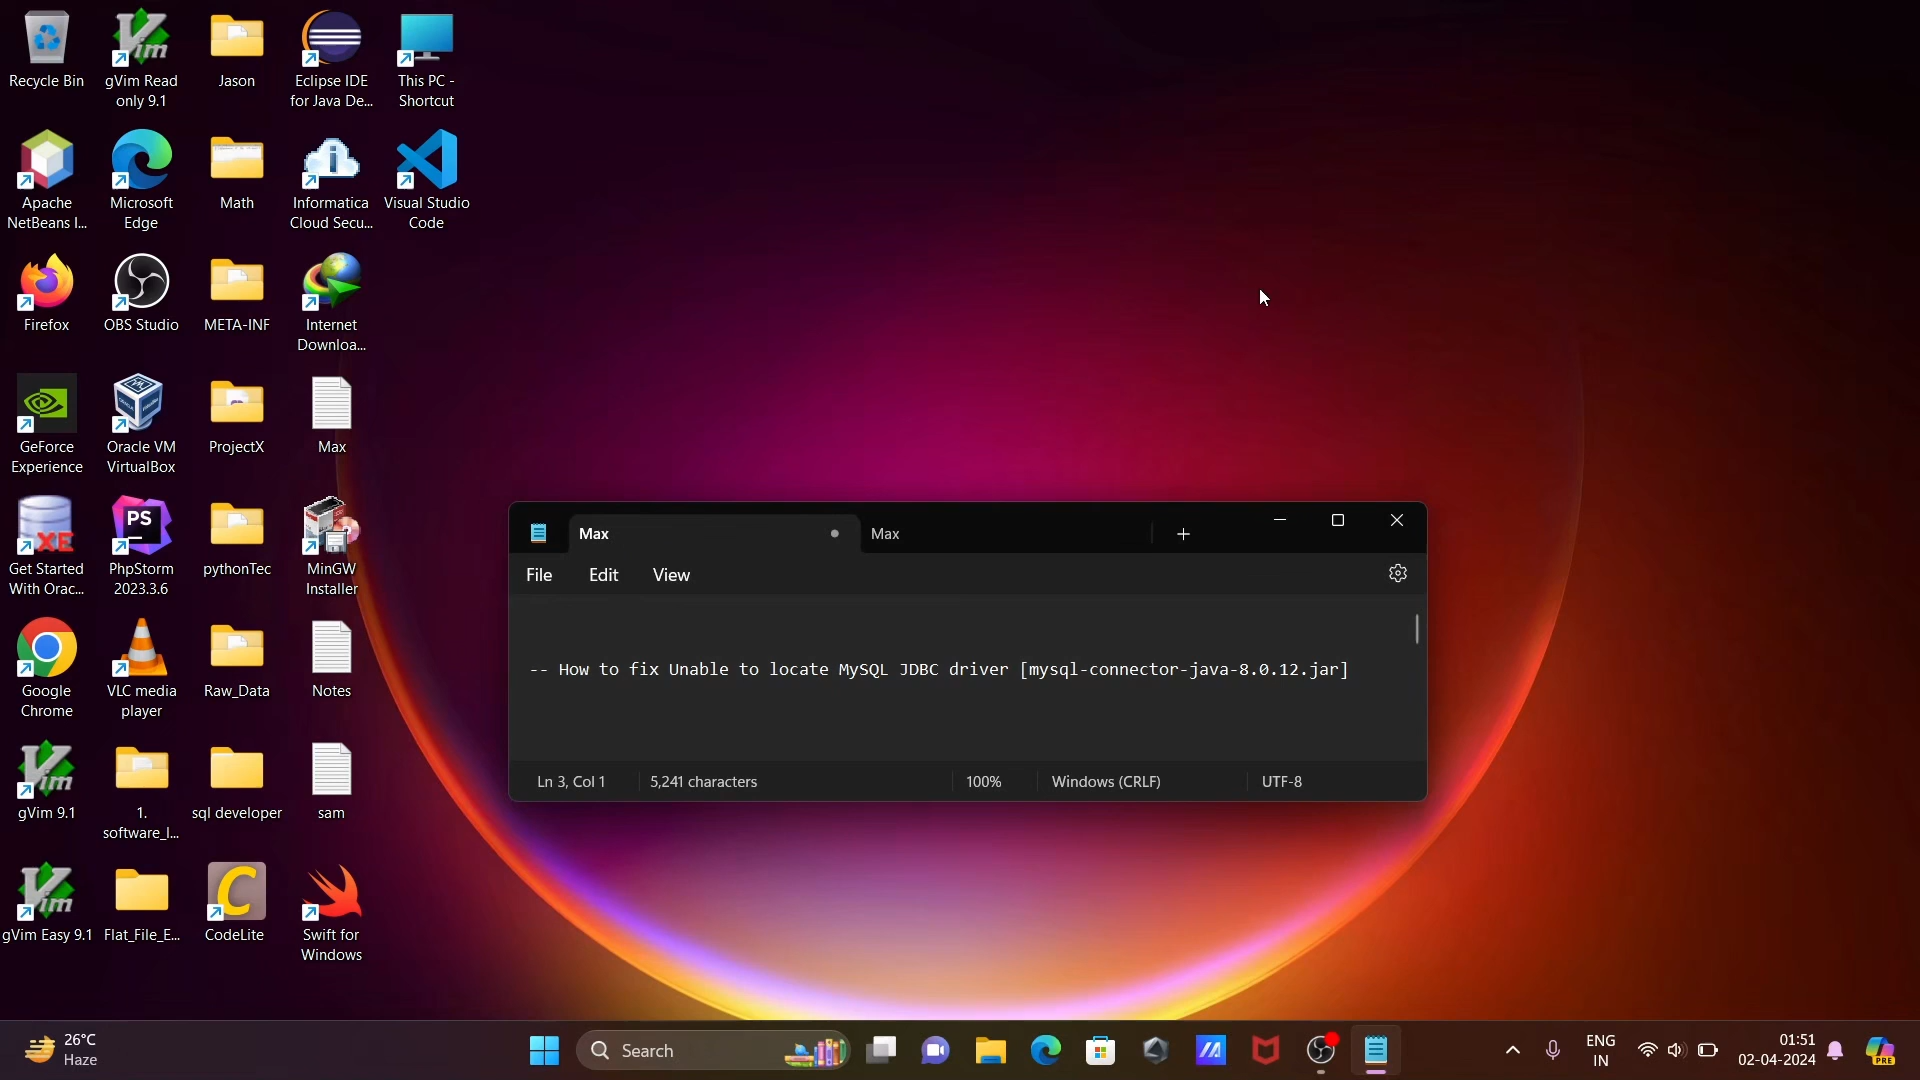 Recycle Bin
gVim Read
only 9.1
Jason
Eclipse IDE
for Java De...
This PC -
Shortcut
Apache
NetBeans I...
Microsoft
Edge
Math
Informatica
Cloud Secu...
Visual Studio
Code
Firefox
OBS Studio
META-INF
Internet
Downloa...
GeForce
Experience
Oracle VM
VirtualBox
ProjectX
Max
XE
Get Started
With Orac...
PS
PhpStorm
2023.3.6
pythonTec
MinGW
Installer
Google
Chrome
VLC media
player
Raw_Data
Notes
gVim 9.1
1.
software_l...
sql developer
sam
gVim Easy 9.1
Flat_File_E...
CodeLite
Swift for
Windows
Max
Max
File Edit View
-- How to fix Unable to locate MySQL JDBC driver [mysql-connector-java-8.0.12.jar]
Ln 3, Col 1
5,241 characters
100%
Windows (CRLF)
UTF-8
26°C
Haze
Search
ENG
IN
01:51
02-04-2024
PRE